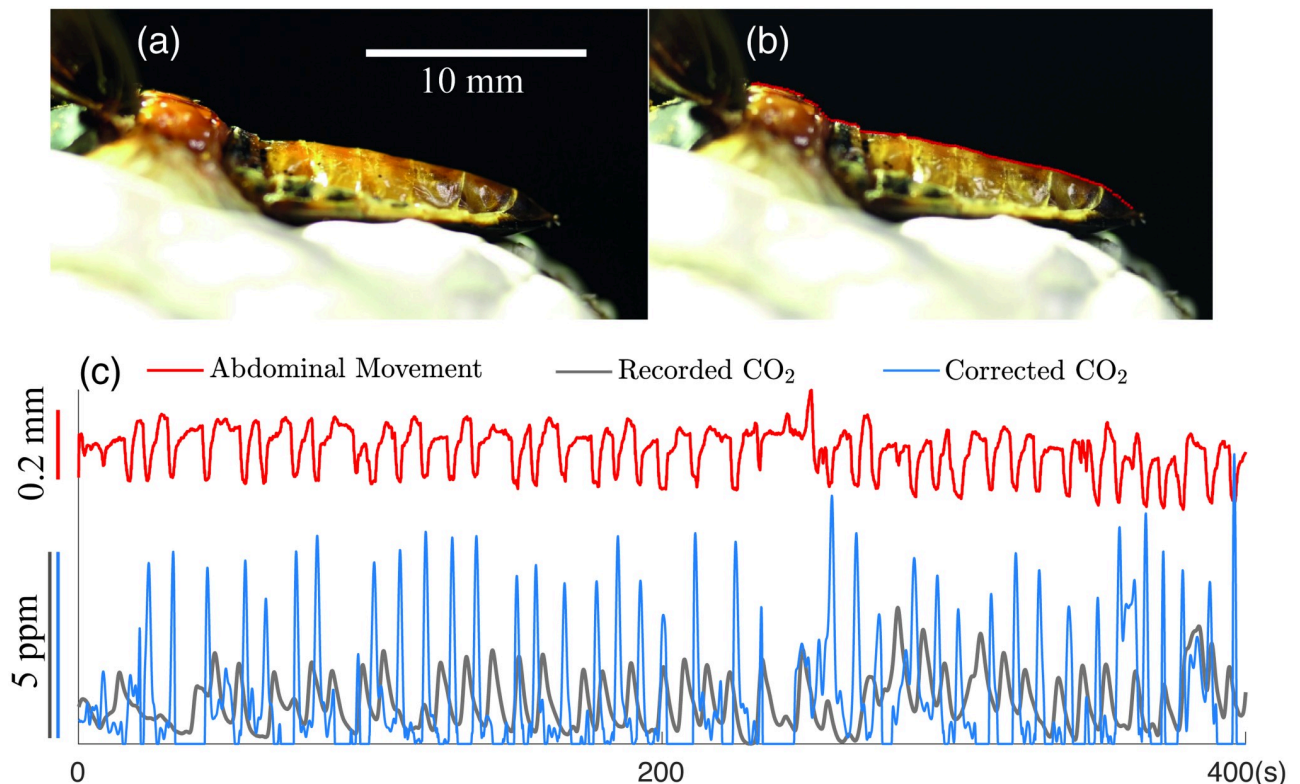 (a)
10 mm
(b)
(c)
Abdominal Movement
Recorded CO₂
Corrected CO₂
0.2 mm
5 ppm
0
200
400(s)